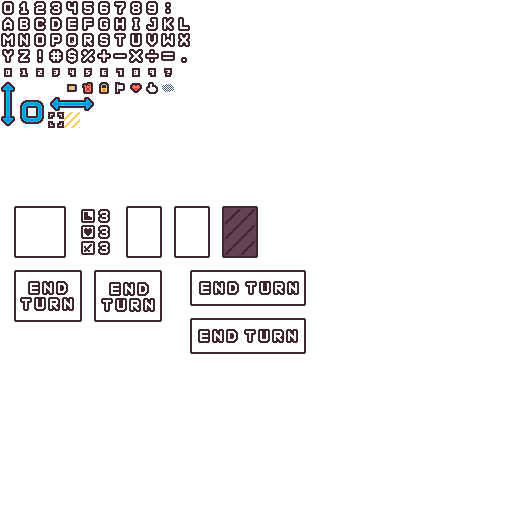 0123456789:
ABCDEFGHIJKL
MNOPQRSTUVWX
YZ!#$%+-×÷=.
0123456789
3
3
3
END
TURN
END
TURN
END TURN
END TURN